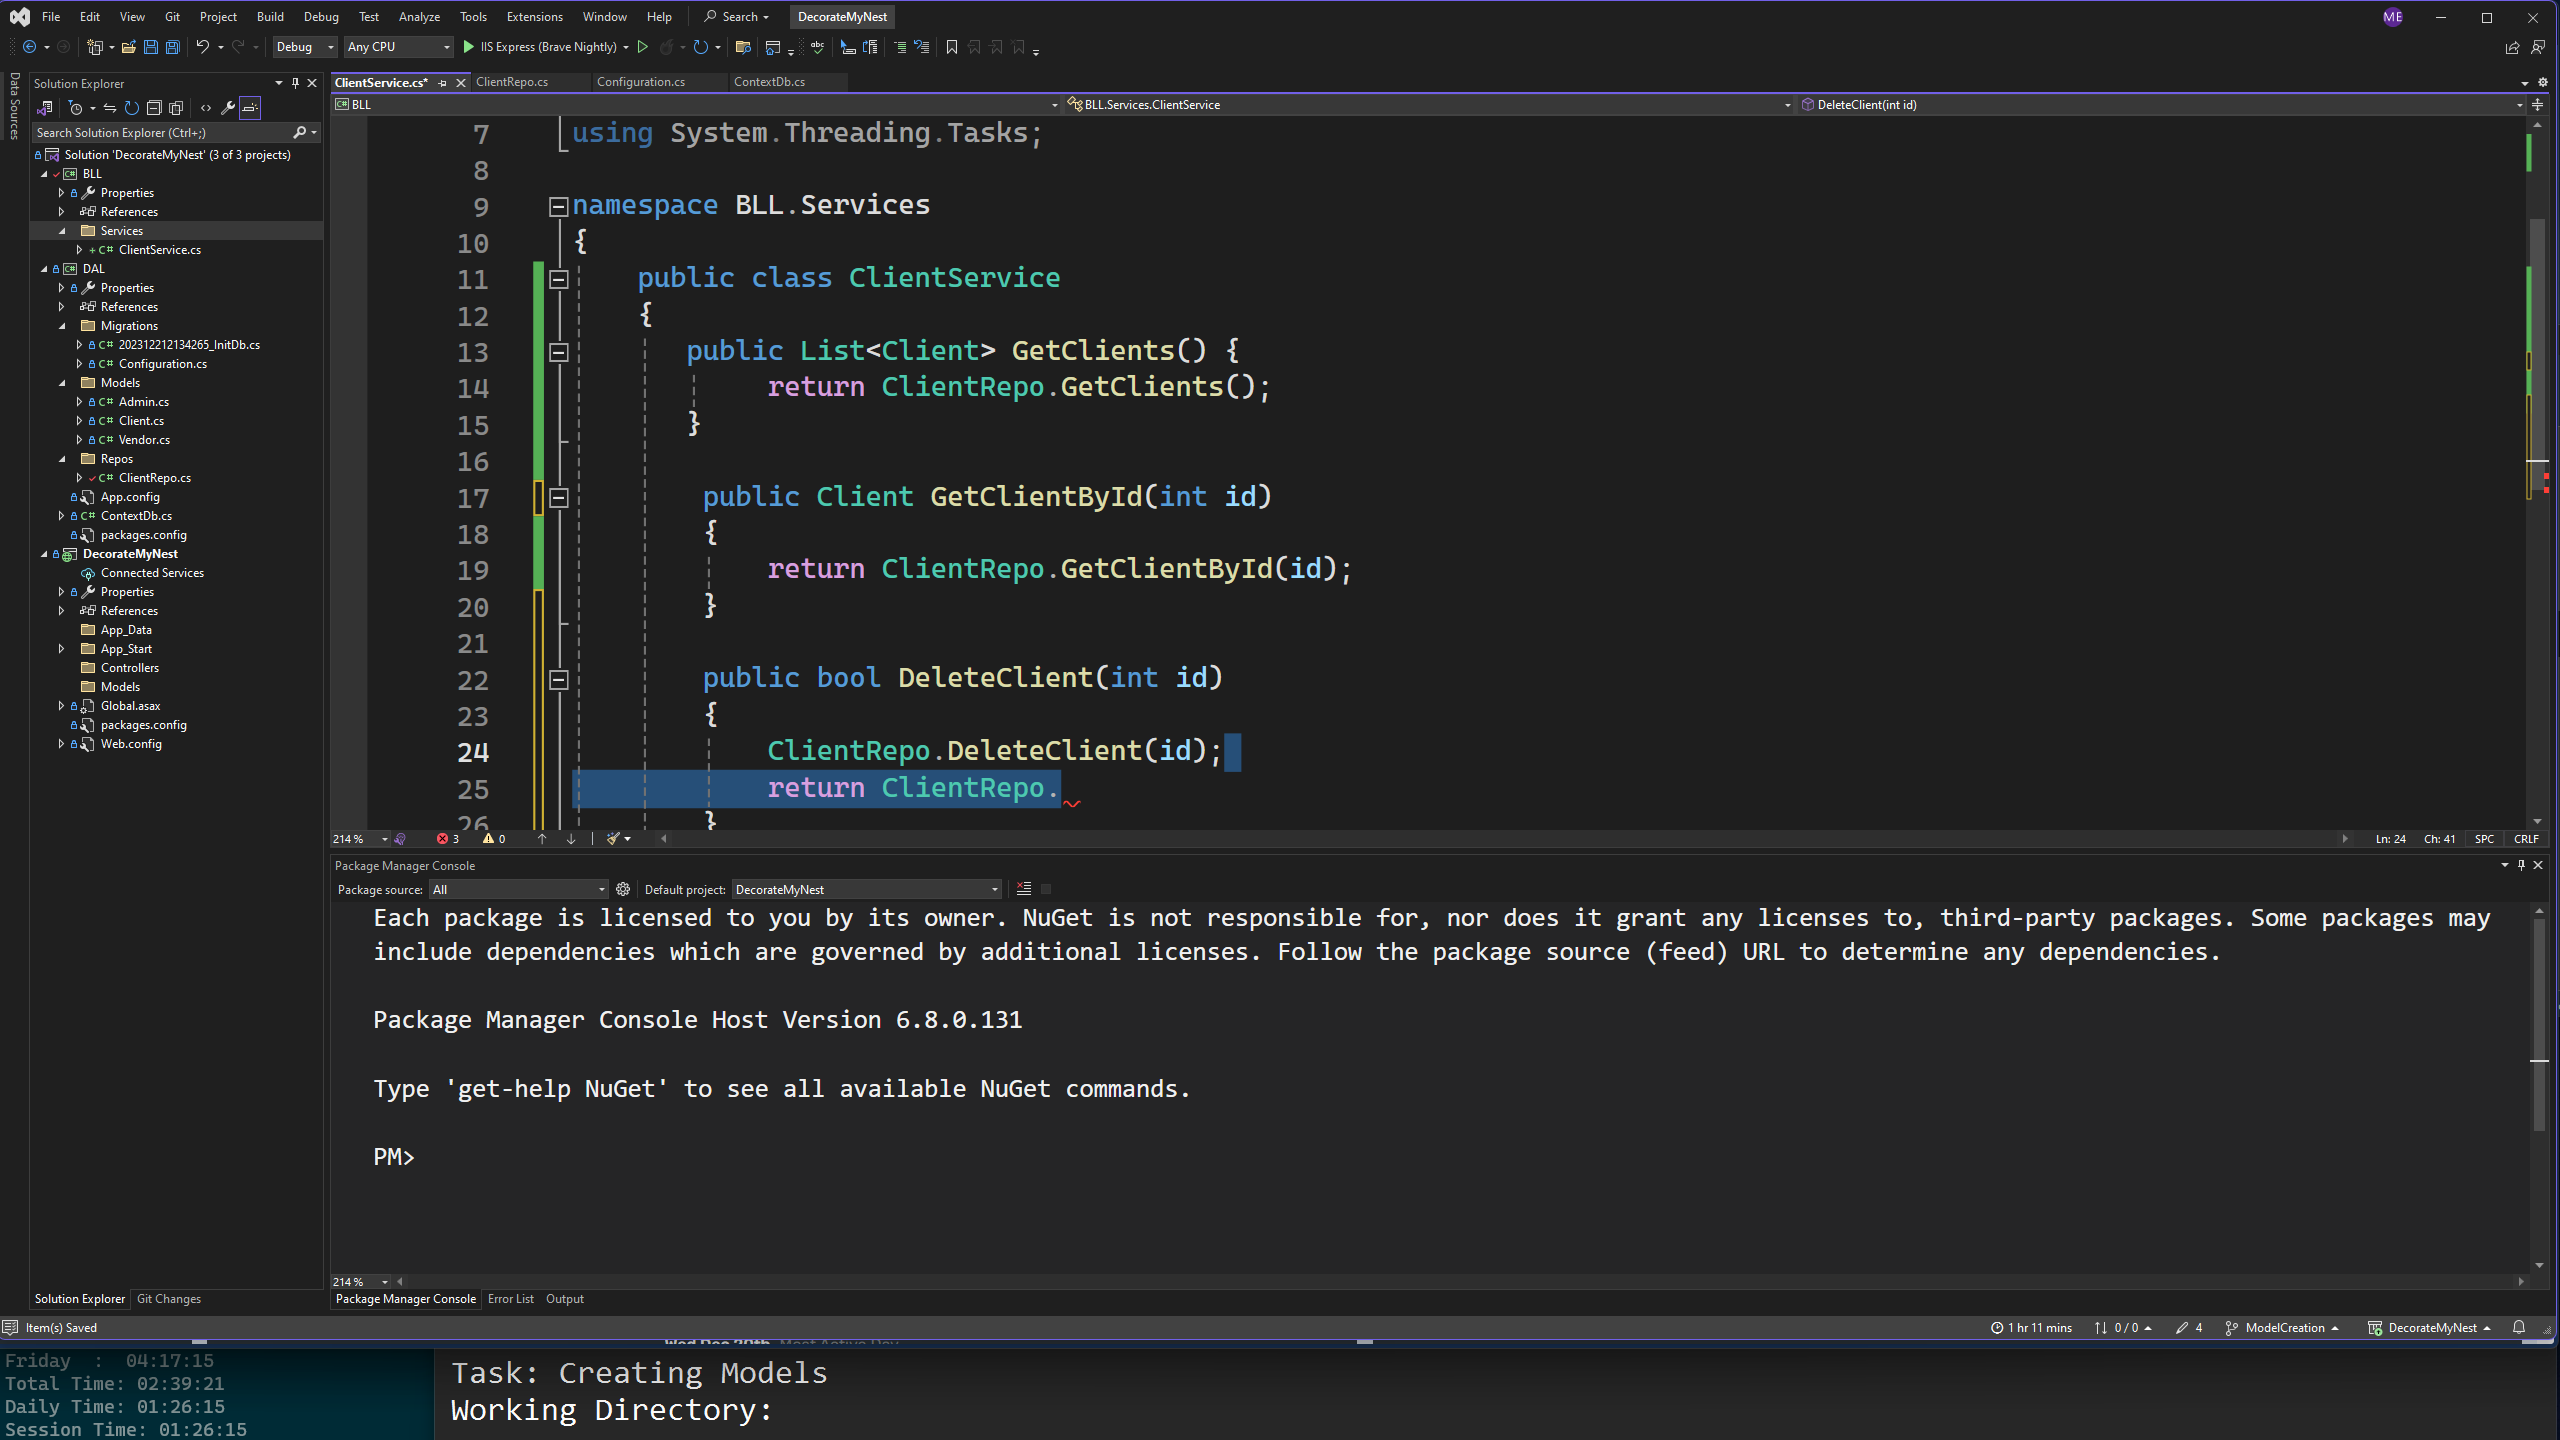 File Edit View Git Project Build Debug Test Analyze Tools Extensions Window Help Search DecorateMyNest ME
Debug Any CPU IIS Express (Brave Nightly)
Data Sources
Solution Explorer
Search Solution Explorer (Ctrl+;)
Solution 'DecorateMyNest' (3 of 3 projects)
BLL
Properties
References
Services
ClientService.cs
DAL
Properties
References
Migrations
202312212134265_InitDb.cs
Configuration.cs
Models
Admin.cs
Client.cs
Vendor.cs
Repos
ClientRepo.cs
App.config
ContextDb.cs
packages.config
DecorateMyNest
Connected Services
Properties
References
App_Data
App_Start
Controllers
Models
Global.asax
packages.config
Web.config
Solution Explorer Git Changes
ClientService.cs* ClientRepo.cs Configuration.cs ContextDb.cs
BLL BLL.Services.ClientService DeleteClient(int id)
7 using System.Threading.Tasks;
8
9 namespace BLL.Services
10 {
11 public class ClientService
12 {
13 public List<Client> GetClients() {
14 return ClientRepo.GetClients();
15 }
16
17 public Client GetClientById(int id)
18 {
19 return ClientRepo.GetClientById(id);
20 }
21
22 public bool DeleteClient(int id)
23 {
24 ClientRepo.DeleteClient(id);
25 return ClientRepo.
26 }
214 % 3 0 Ln: 24 Ch: 41 SPC CRLF
Package Manager Console
Package source: All Default project: DecorateMyNest
Each package is licensed to you by its owner. NuGet is not responsible for, nor does it grant any licenses to, third-party packages. Some packages may
include dependencies which are governed by additional licenses. Follow the package source (feed) URL to determine any dependencies.
Package Manager Console Host Version 6.8.0.131
Type 'get-help NuGet' to see all available NuGet commands.
PM>
214 %
Package Manager Console Error List Output
Item(s) Saved 1 hr 11 mins 0 / 0 4 ModelCreation DecorateMyNest
Wed Dec 20th Most Active Day
Friday : 04:17:15
Total Time: 02:39:21
Daily Time: 01:26:15
Session Time: 01:26:15
Task: Creating Models
Working Directory: